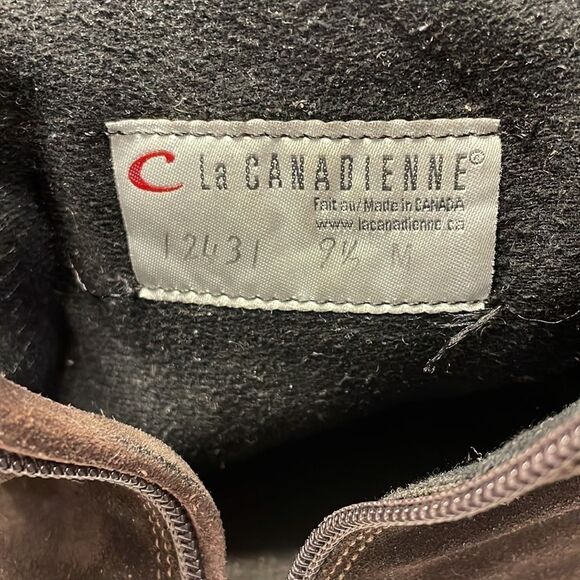 C La CANADIENNE®
Fait au/Made in CANADA
www.lacanadienne.ca
12431 9½ M